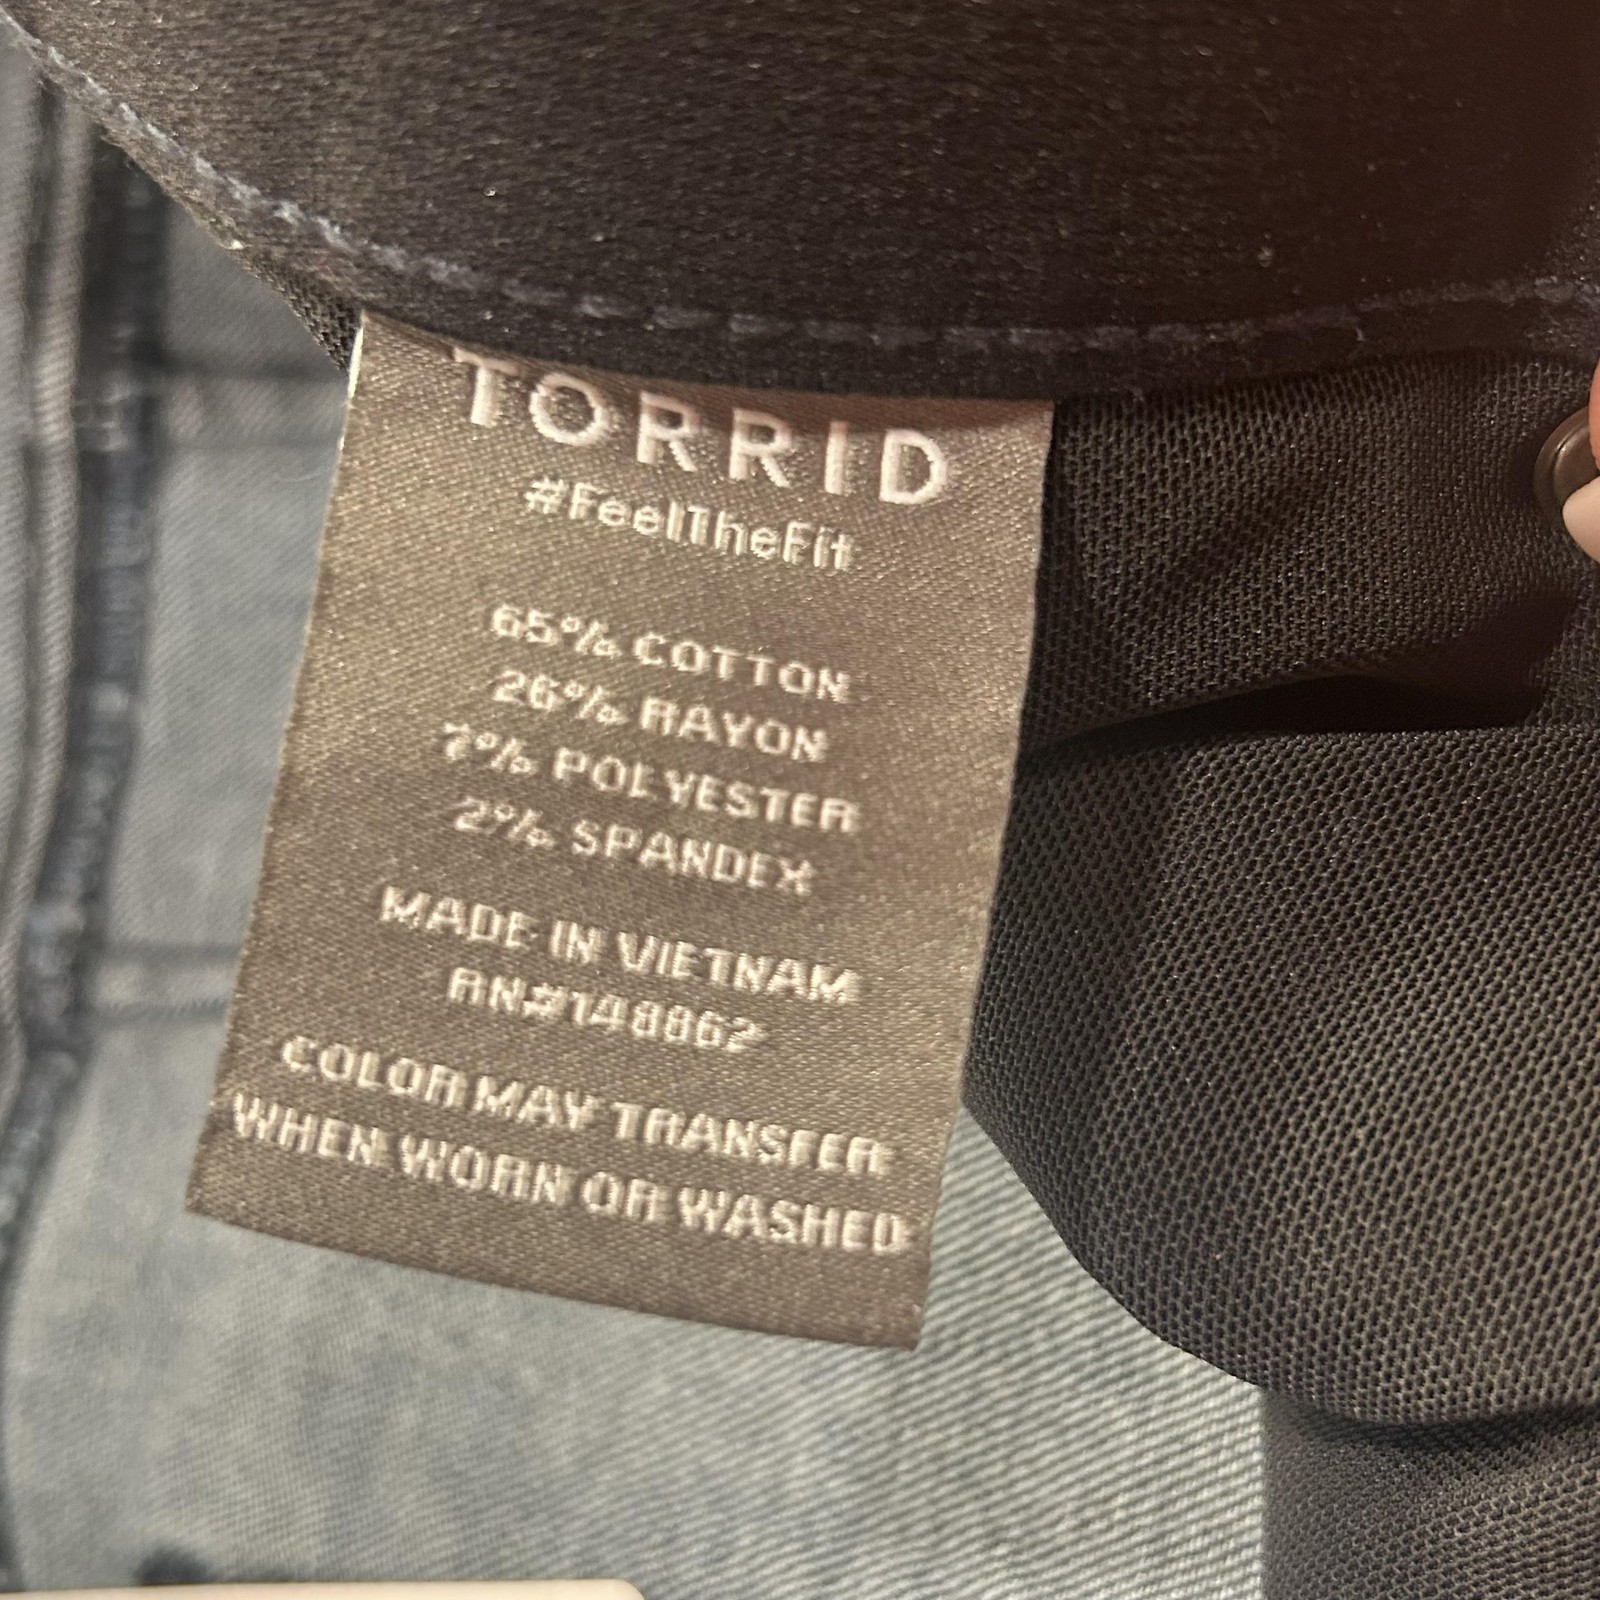 TORRID
#FeelTheFit
65% COTTON
26% RAYON
7% POLYESTER
2% SPANDEX
MADE IN VIETNAM
RN#148862
COLOR MAY TRANSFER
WHEN WORN OR WASHED